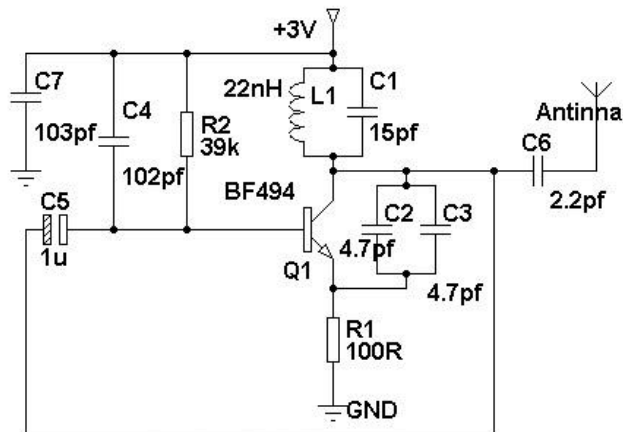 +3V
C7
103pf
C4
102pf
R2
39k
22nH
L1
C1
15pf
Antinna
C6
2.2pf
BF494
C5
1u
Q1
C2
4.7pf
C3
4.7pf
R1
100R
GND